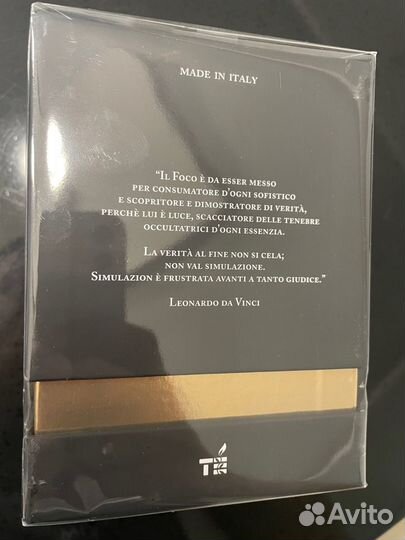 MADE IN ITALY
"IL FOCO È DA ESSER MESSO
PER CONSUMATORE D'OGNI SOFISTICO
E SCOPRITORE E DIMOSTRATORE DI VERITÀ,
PERCHÈ LUI È LUCE, SCACCIATORE DELLE TENEBRE
OCCULTATRICI D'OGNI ESSENZIA.
LA VERITÀ AL FINE NON SI CELA;
NON VAL SIMULAZIONE.
SIMULAZION È FRUSTRATA AVANTI A TANTO GIUDICE."
LEONARDO DA VINCI
Avito